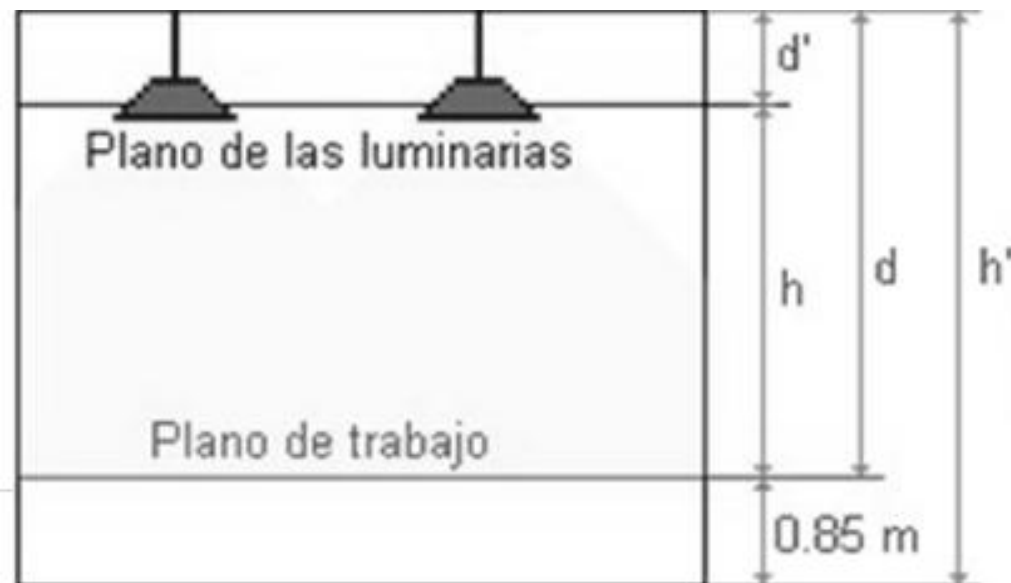 d'
Plano de las luminarias
h
d
h'
Plano de trabajo
0.85 m